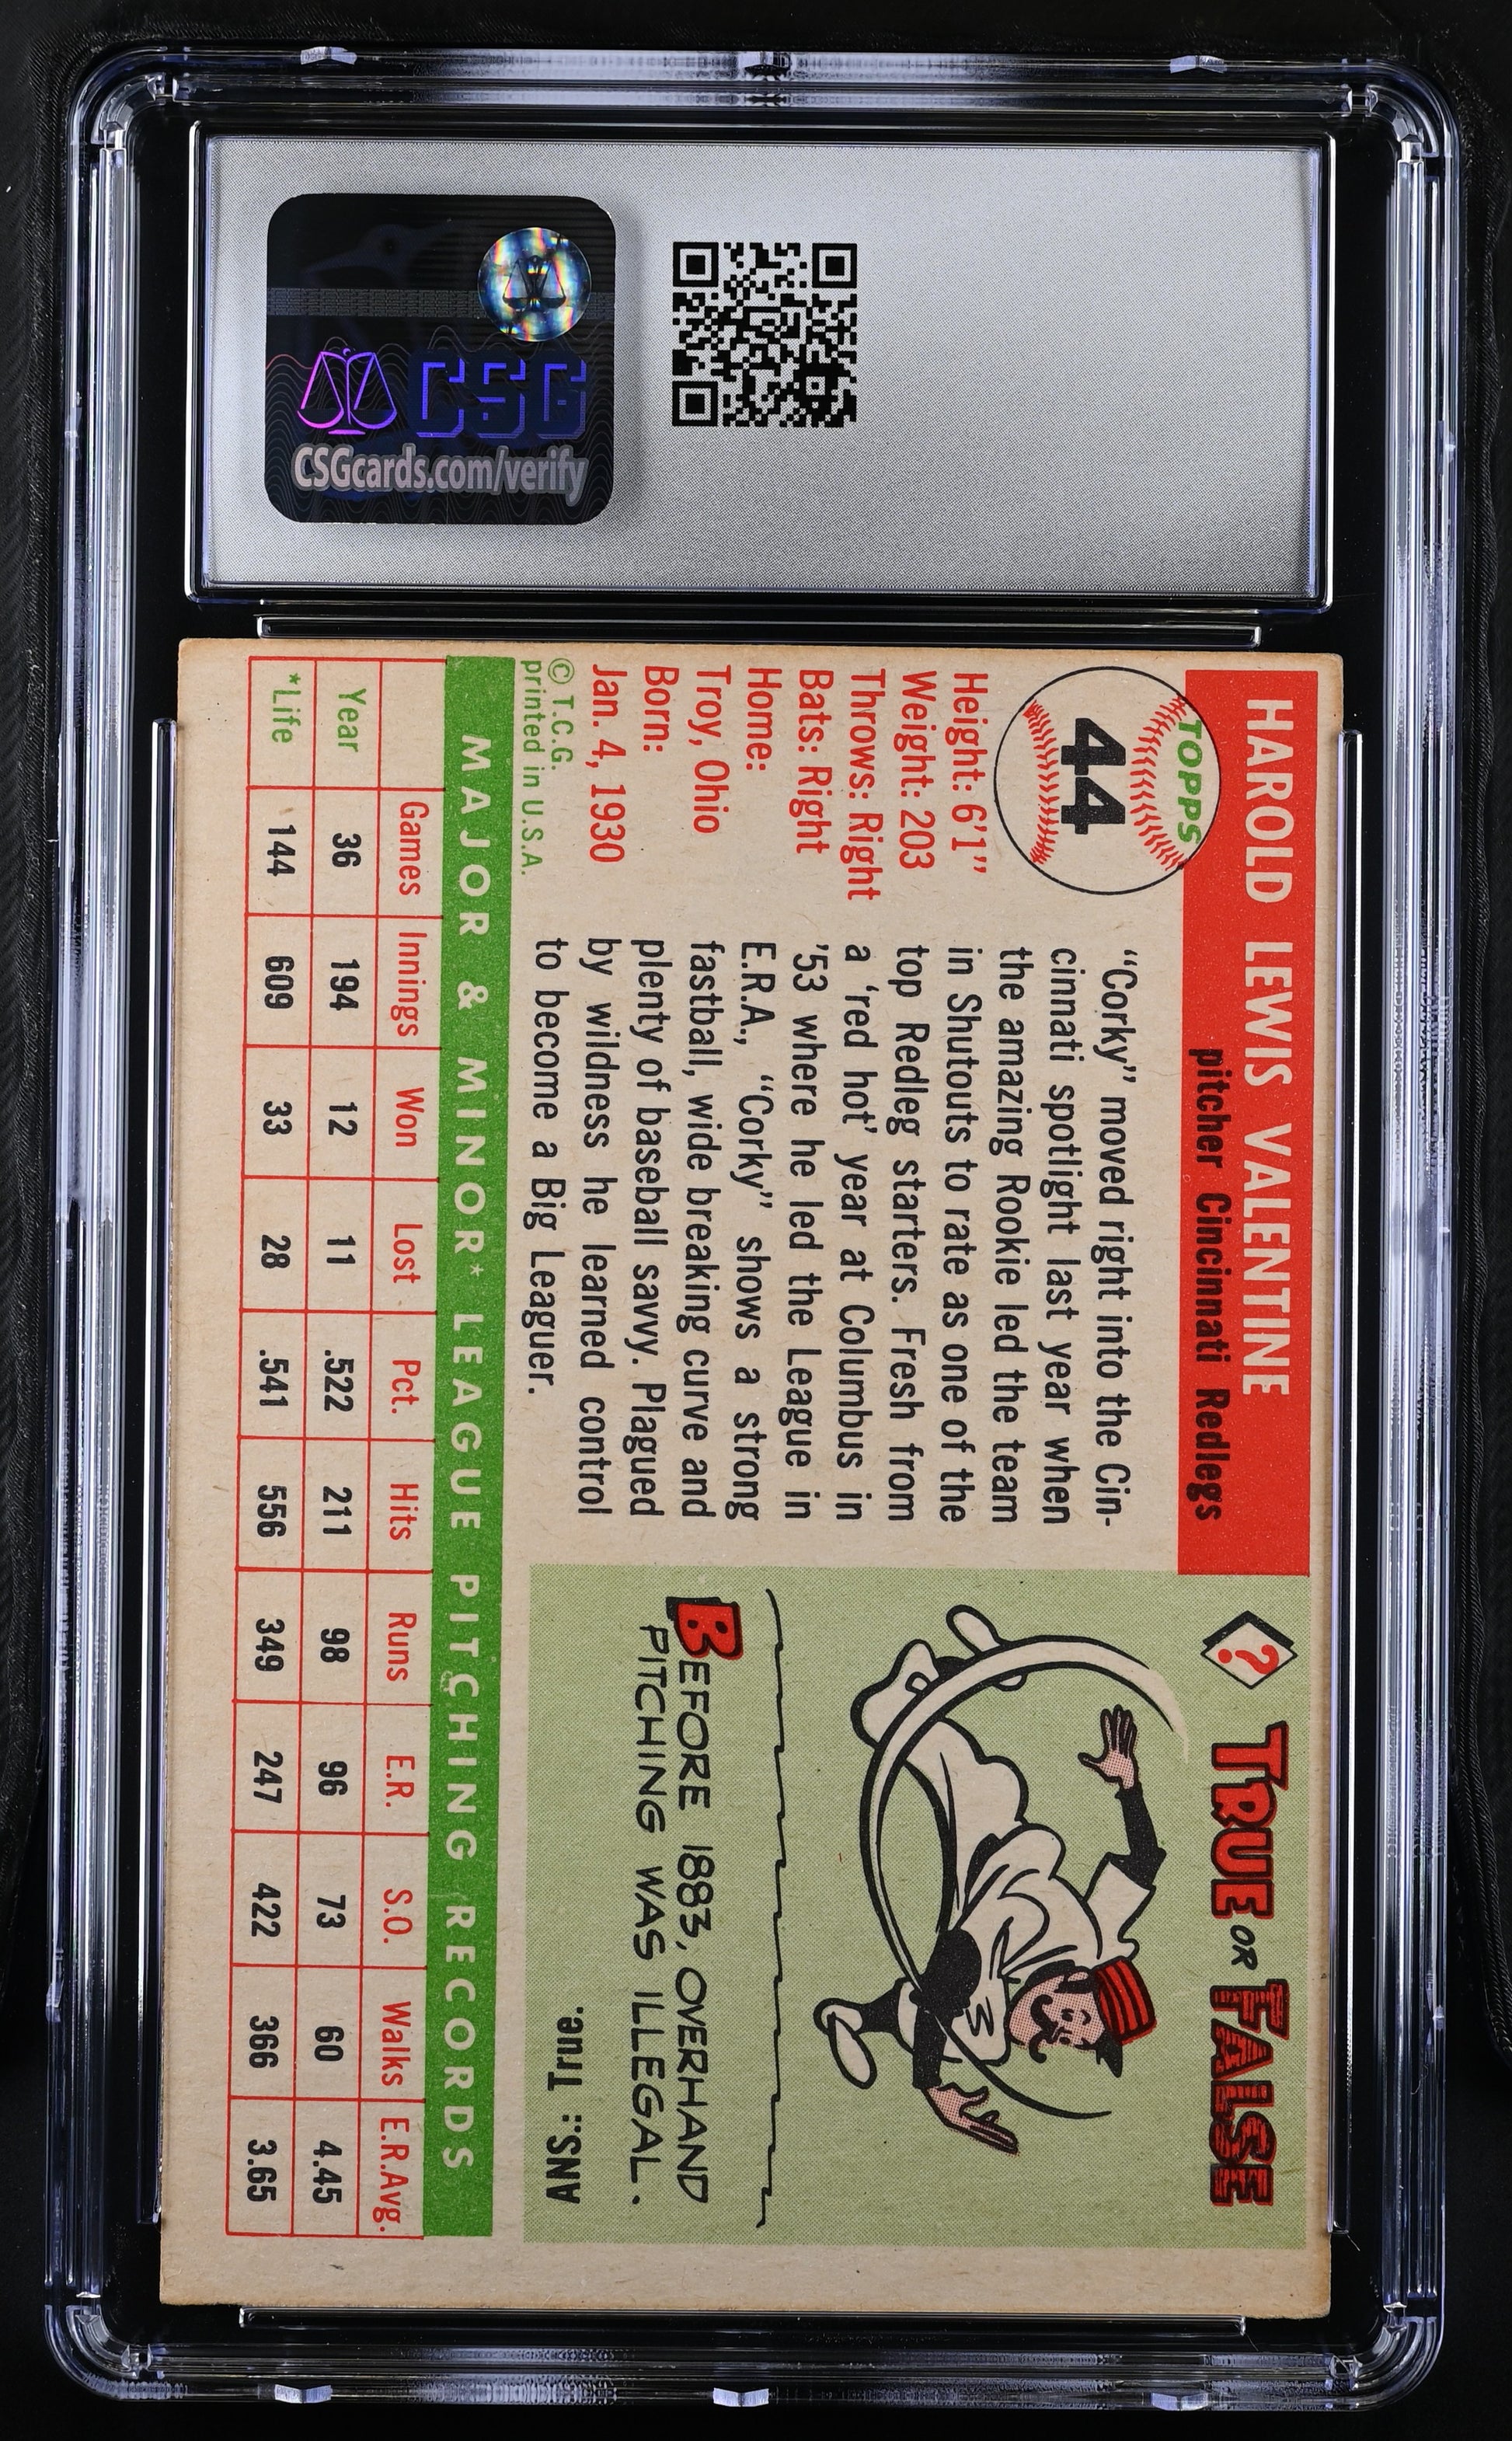 CSG
CSGcards.com/verify
HAROLD LEWIS VALENTINE
pitcher Cincinnati Redlegs
TOPPS
44
Height: 6'1"
Weight: 203
Throws: Right
Bats: Right
Home:
Troy, Ohio
Born:
Jan. 4, 1930
© T.C.G.
printed in U.S.A.
"Corky" moved right into the Cin-
cinnati spotlight last year when
the amazing Rookie led the team
in Shutouts to rate as one of the
top Redleg starters. Fresh from
a 'red hot' year at Columbus in
'53 where he led the League in
E.R.A., "Corky" shows a strong
fastball, wide breaking curve and
plenty of baseball savvy. Plagued
by wildness he learned control
to become a Big Leaguer.
? TRUE OR FALSE
BEFORE 1883, OVERHAND
PITCHING WAS ILLEGAL.
ANS.: True.
MAJOR & MINOR* LEAGUE PITCHING RECORDS
Games Innings Won Lost Pct. Hits Runs E.R. S.O. Walks E.R.Avg.
Year 36 194 12 11 .522 211 98 96 73 60 4.45
*Life 144 609 33 28 .541 556 349 247 422 366 3.65